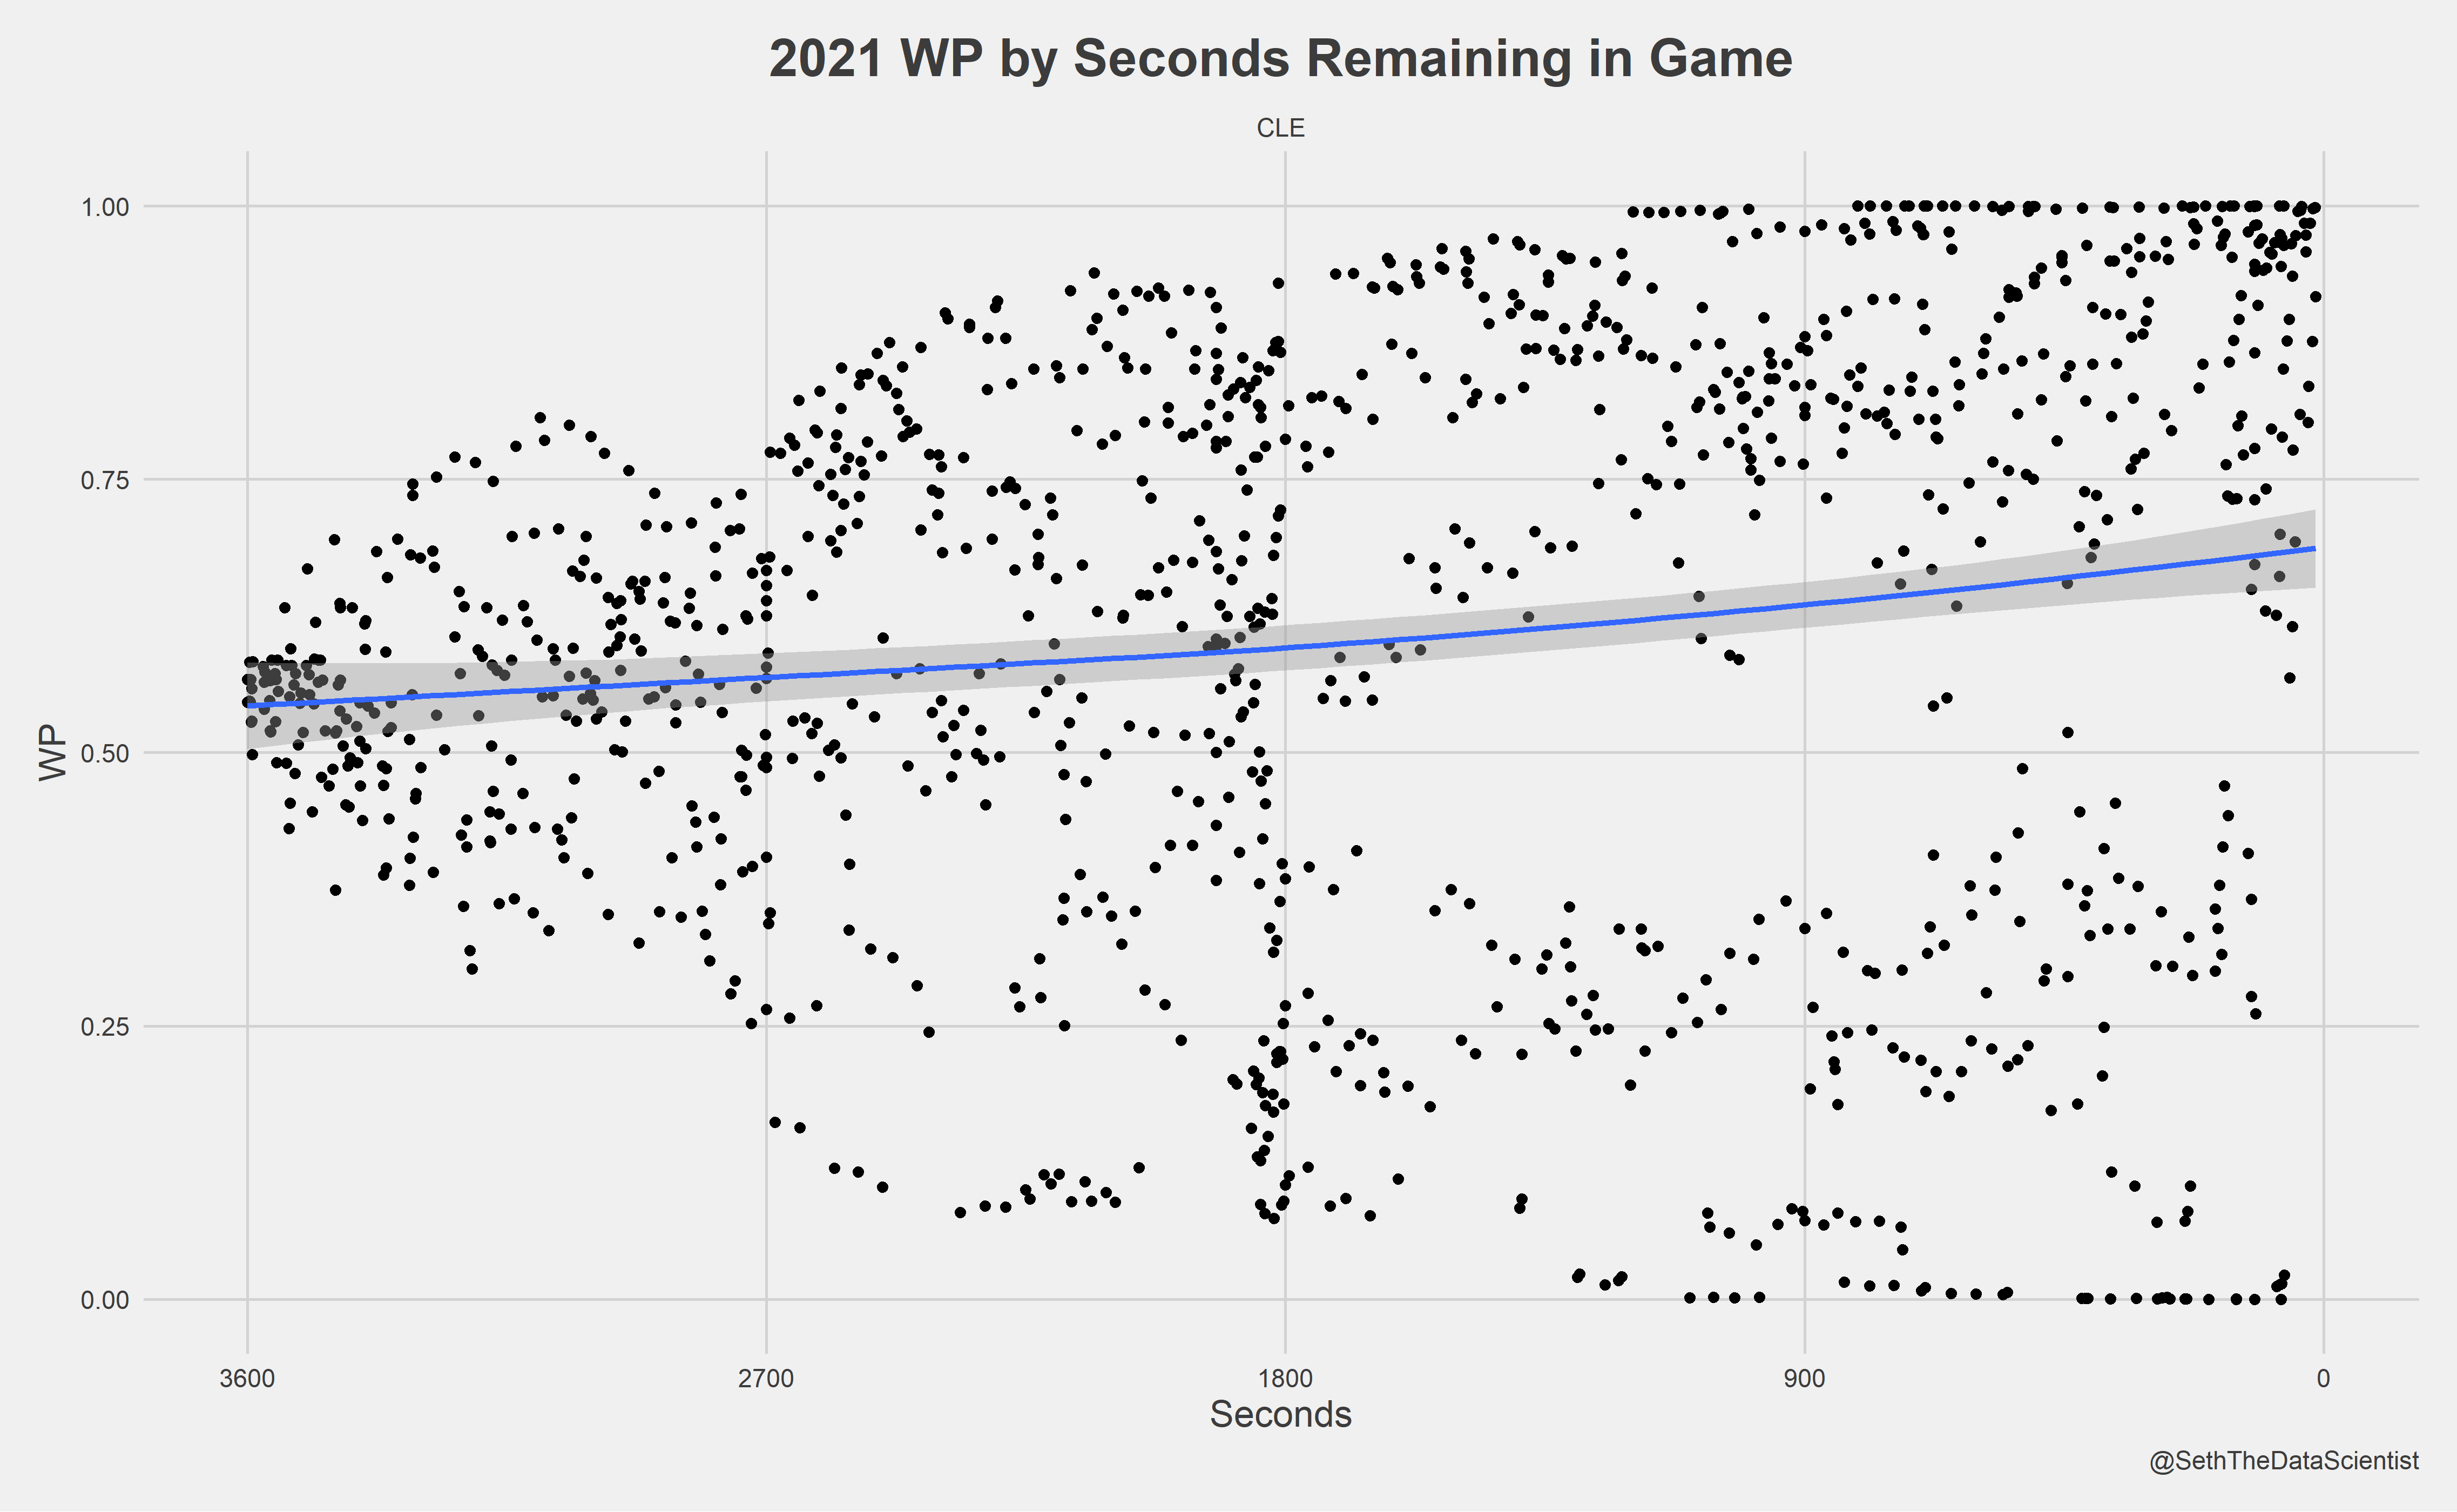 2021 WP by Seconds Remaining in Game
CLE
1.00
0.75
0.50
0.25
0.00
WP
3600 2700 1800 900 0
Seconds
@SethTheDataScientist